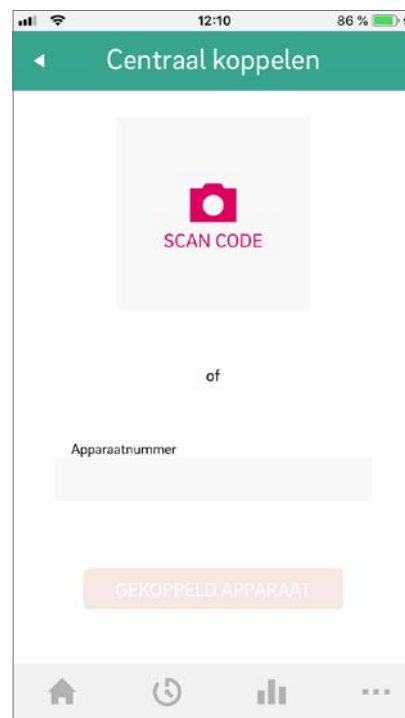 12:10
86 %
Centraal koppelen
SCAN CODE
of
Apparaatnummer
GEKOPPELD APPARAAT